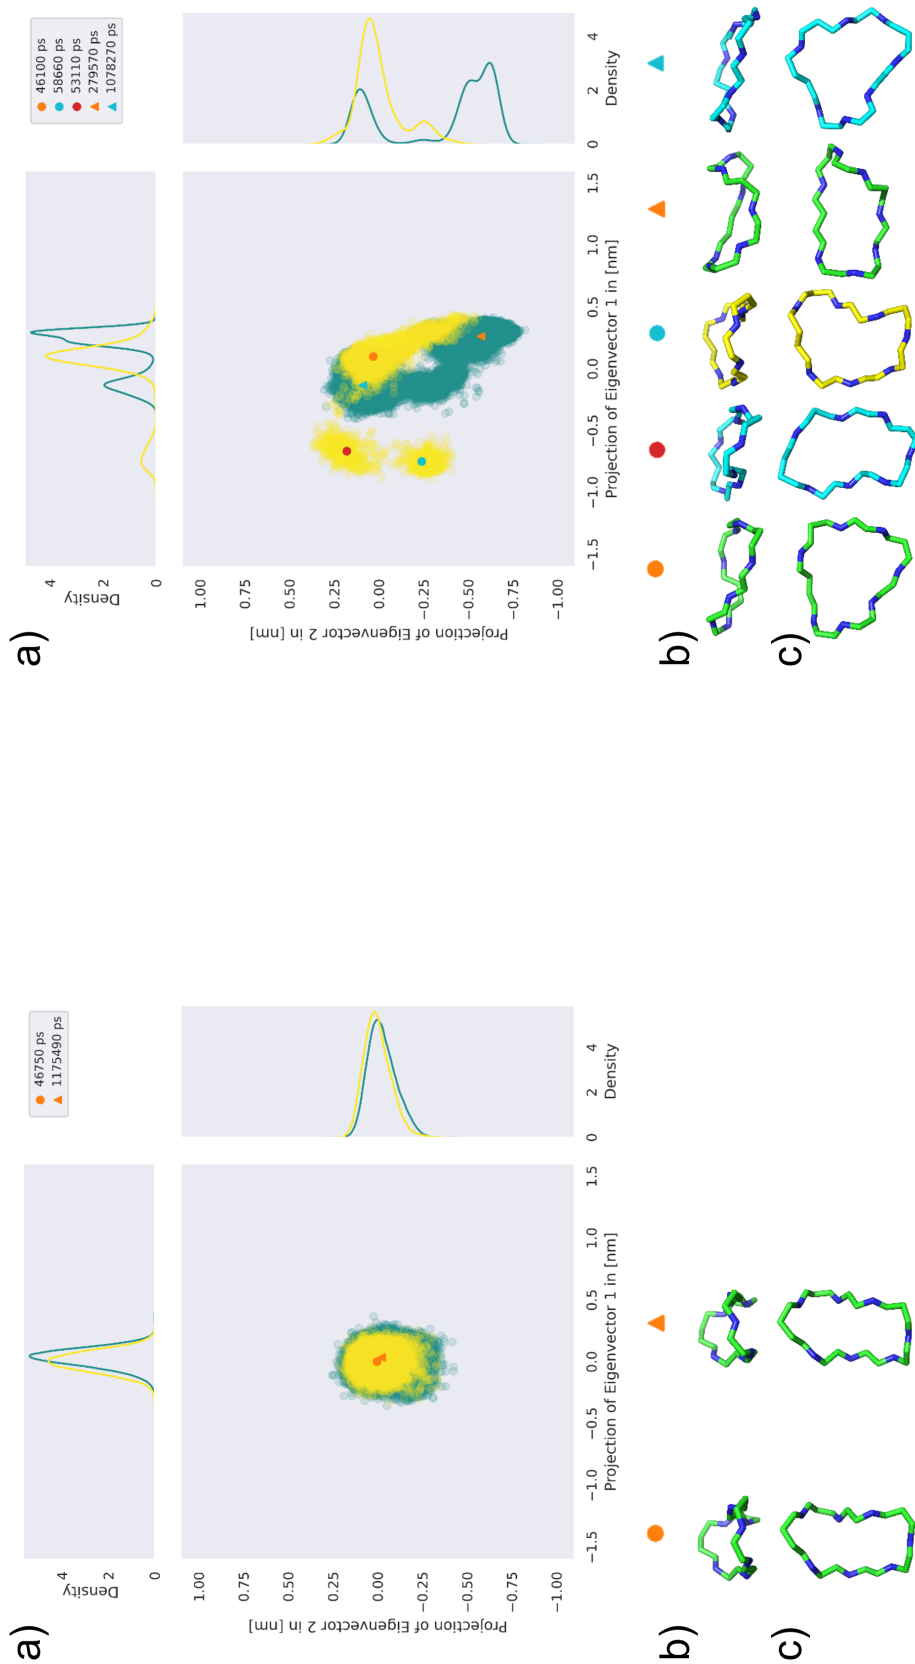 a)
4
2
0
Density
46750 ps
1175490 ps
1.00
0.75
0.50
0.25
0.00
−0.25
−0.50
−0.75
−1.00
Projection of Eigenvector 2 in [nm]
−1.5
−1.0
−0.5
0.0
0.5
1.0
1.5
Projection of Eigenvector 1 in [nm]
0
2
4
Density
b)
c)
a)
4
2
0
Density
46100 ps
58660 ps
53110 ps
279570 ps
1078270 ps
1.00
0.75
0.50
0.25
0.00
−0.25
−0.50
−0.75
−1.00
Projection of Eigenvector 2 in [nm]
−1.5
−1.0
−0.5
0.0
0.5
1.0
1.5
Projection of Eigenvector 1 in [nm]
0
2
4
Density
b)
c)